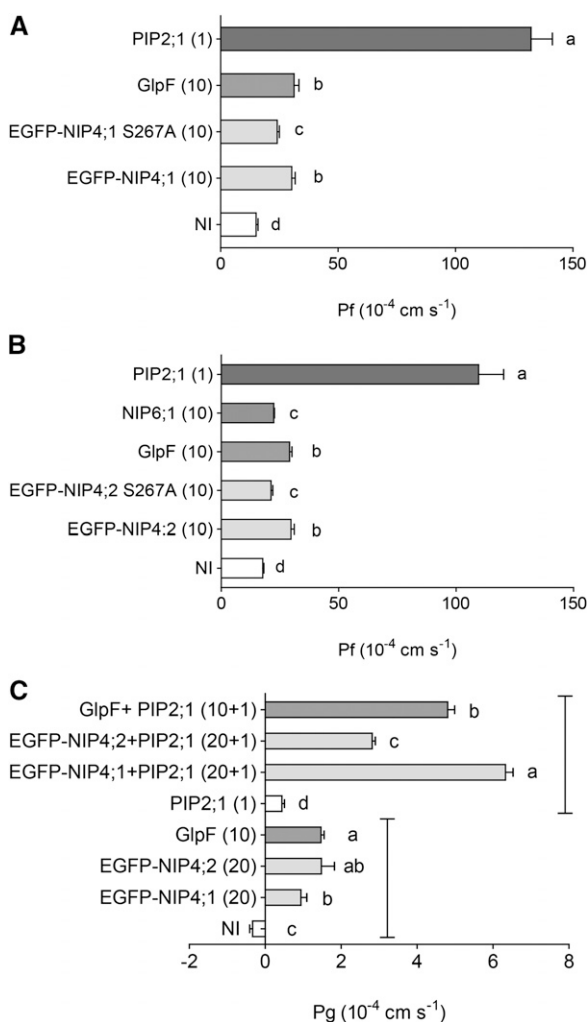 A
PIP2;1 (1)
a
GlpF (10)
b
EGFP-NIP4;1 S267A (10)
c
EGFP-NIP4;1 (10)
b
NI
d
0 50 100 150
Pf (10⁻⁴ cm s⁻¹)
B
PIP2;1 (1)
a
NIP6;1 (10)
c
GlpF (10)
b
EGFP-NIP4;2 S267A (10)
c
EGFP-NIP4:2 (10)
b
NI
d
0 50 100 150
Pf (10⁻⁴ cm s⁻¹)
C
GlpF+ PIP2;1 (10+1)
b
EGFP-NIP4;2+PIP2;1 (20+1)
c
EGFP-NIP4;1+PIP2;1 (20+1)
a
PIP2;1 (1)
d
GlpF (10)
a
EGFP-NIP4;2 (20)
ab
EGFP-NIP4;1 (20)
b
NI
c
-2 0 2 4 6 8
Pg (10⁻⁴ cm s⁻¹)